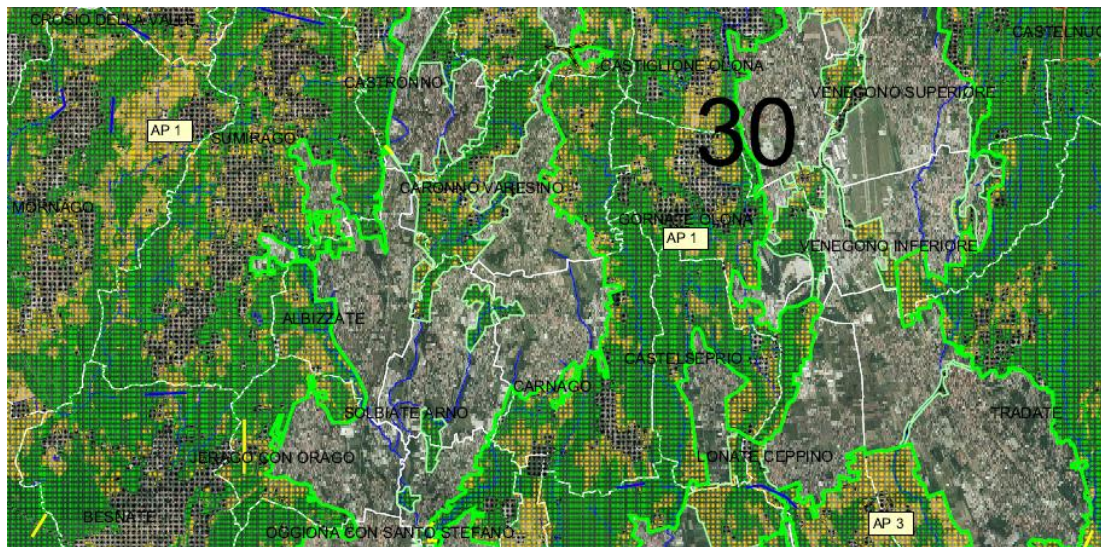 CROSIO DELLA VALLE
CASTELNUO
CASTIGLIONE OLONA
CASTRONNO
VENEGONO SUPERIORE
30
AP 1
SUMIRAGO
CARONNO VARESINO
MORNAGO
GORNATE OLONA
AP 1
VENEGONO INFERIORE
ALBIZZATE
CASTELSEPRIO
CARNAGO
SOLBIATE ARNO
TRADATE
JERAGO CON ORAGO
LONATE CEPPINO
BESNATE
AP 3
OGGIONA CON SANTO STEFANO